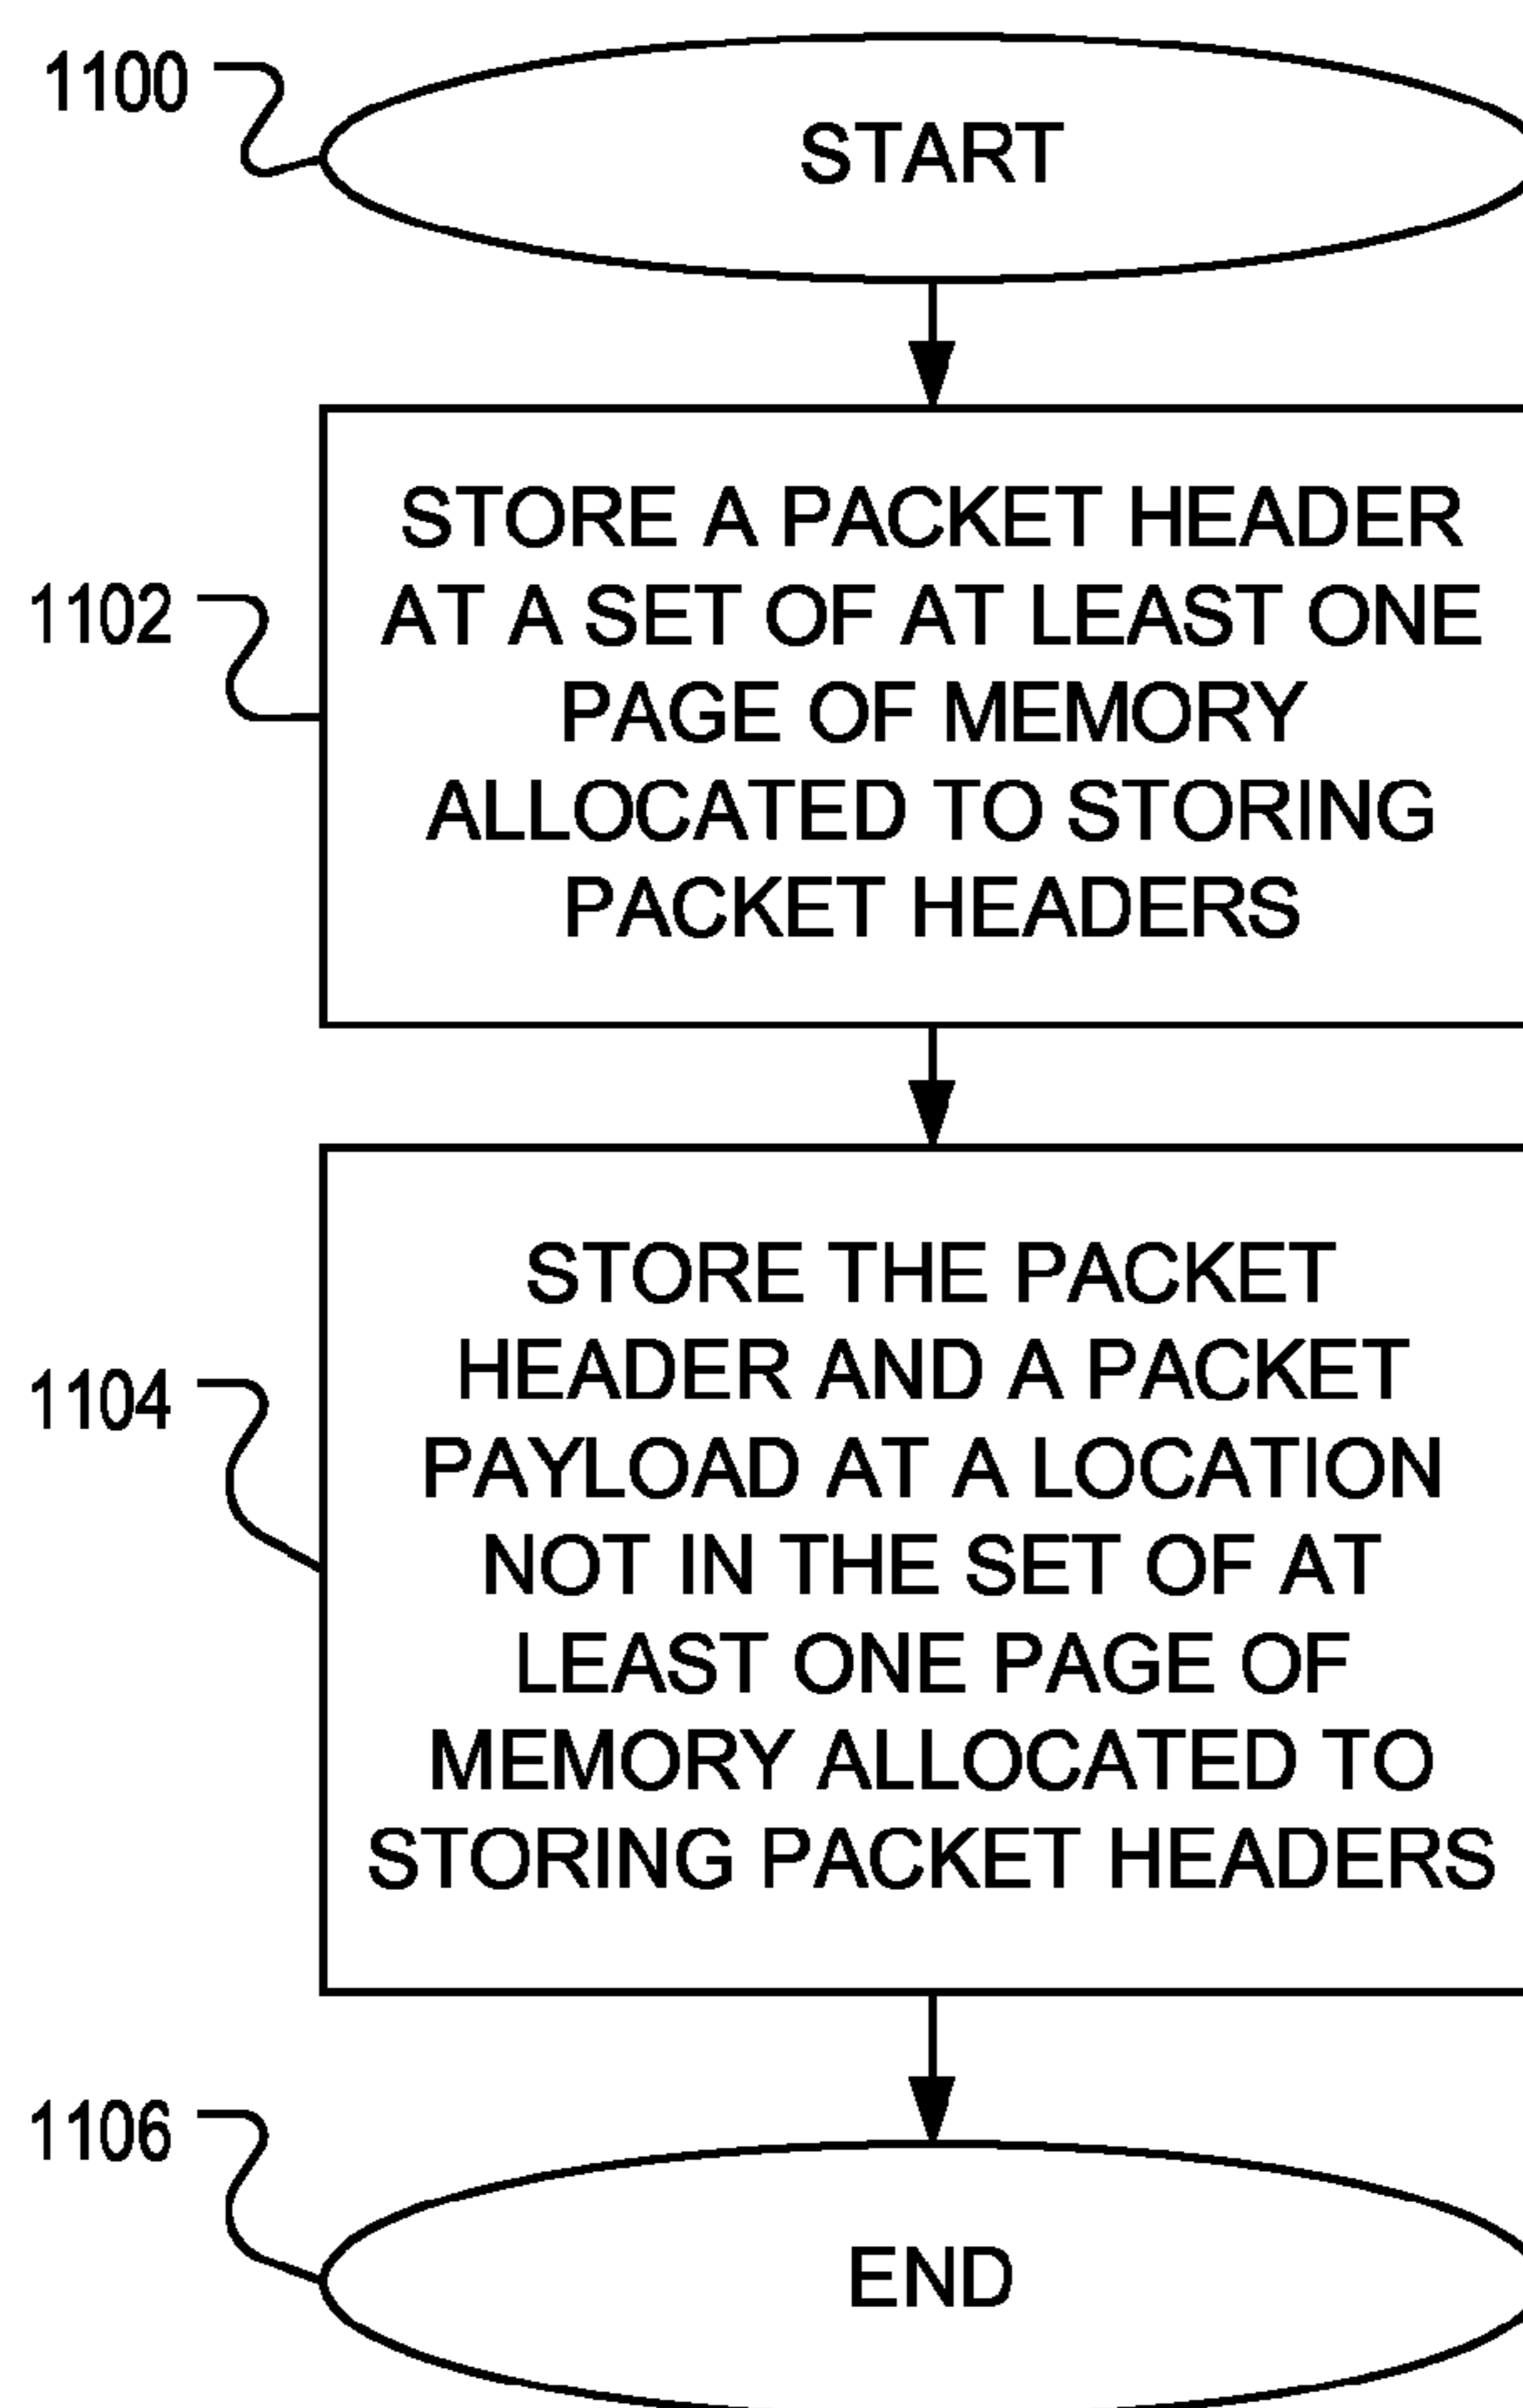 1100
START
1102
STORE A PACKET HEADER
AT A SET OF AT LEAST ONE
PAGE OF MEMORY
ALLOCATED TO STORING
PACKET HEADERS
1104
STORE THE PACKET
HEADER AND A PACKET
PAYLOAD AT A LOCATION
NOT IN THE SET OF AT
LEAST ONE PAGE OF
MEMORY ALLOCATED TO
STORING PACKET HEADERS
1106
END